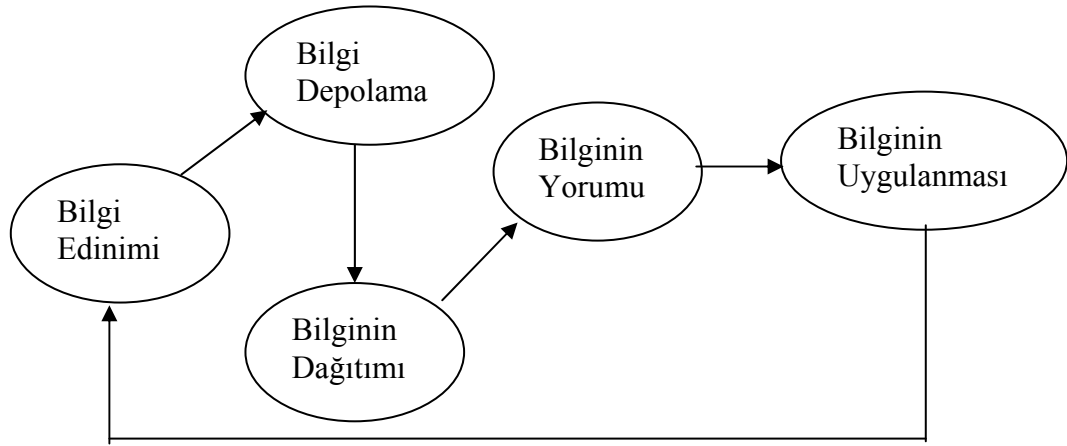 Bilgi
Depolama
Bilgi
Edinimi
Bilginin
Dağıtımı
Bilginin
Yorumu
Bilginin
Uygulanması